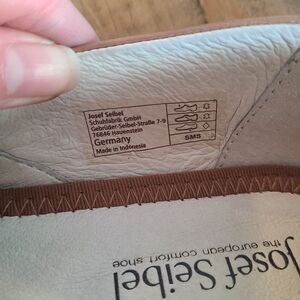 Josef Seibel
Schuhfabrik GmbH
Gebrüder-Seibel-Straße 7-9
76846 Hauenstein
Germany
Made in Indonesia
SMS
Josef Seibel
the european comfort shoe